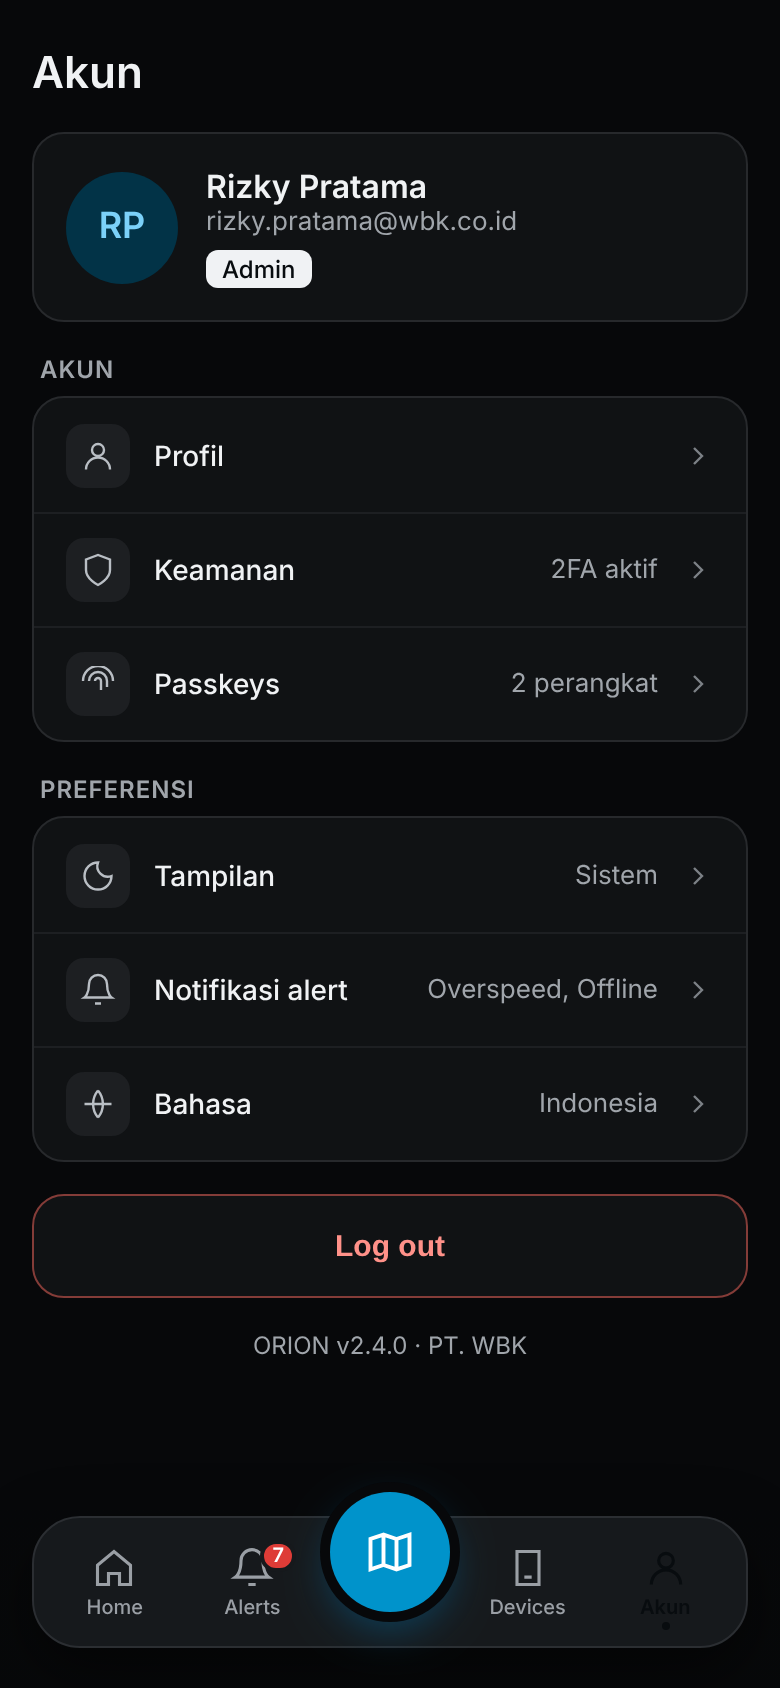 Akun
RP
Rizky Pratama
rizky.pratama@wbk.co.id
Admin
AKUN
Profil
Keamanan 2FA aktif
Passkeys 2 perangkat
PREFERENSI
Tampilan Sistem
Notifikasi alert Overspeed, Offline
Bahasa Indonesia
Log out
ORION v2.4.0 · PT. WBK
7
Home Alerts Devices Akun